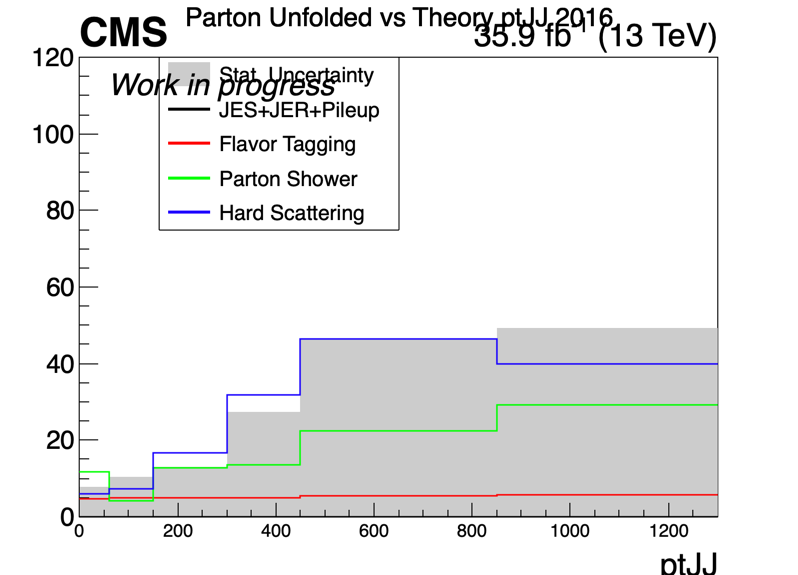 Parton Unfolded vs Theory ptJJ 2016
CMS
35.9 fb-1 (13 TeV)
Work in progress
Stat. Uncertainty
JES+JER+Pileup
Flavor Tagging
Parton Shower
Hard Scattering
120
100
80
60
40
20
0
0 200 400 600 800 1000 1200
ptJJ